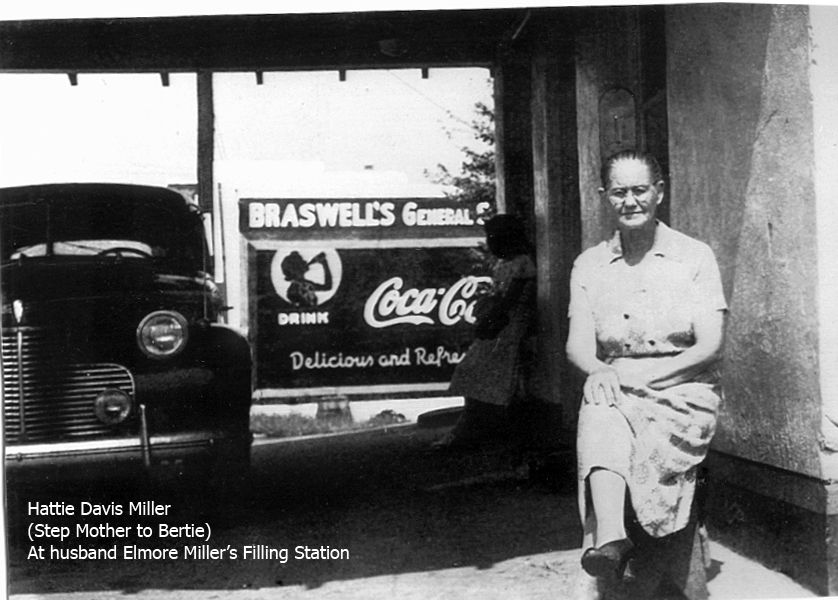 BRASWELL'S GENERAL S
DRINK
Coca-Co
Delicious and Refre
Hattie Davis Miller
(Step Mother to Bertie)
At husband Elmore Miller's Filling Station